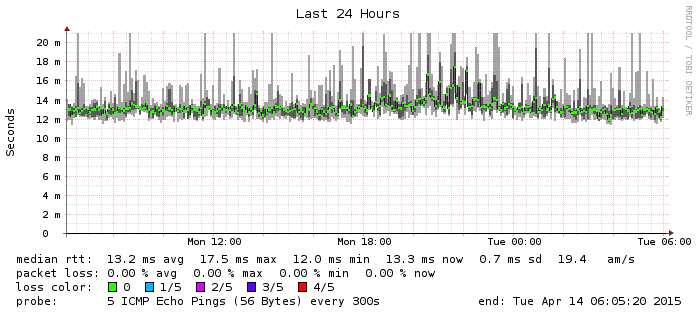 Last 24 Hours
RRDTOOL / TOBI OETIKER
Seconds
20 m
18 m
16 m
14 m
12 m
10 m
8 m
6 m
4 m
2 m
0
Mon 12:00 Mon 18:00 Tue 00:00 Tue 06:00
median rtt: 13.2 ms avg 17.5 ms max 12.0 ms min 13.3 ms now 0.7 ms sd 19.4 am/s
packet loss: 0.00 % avg 0.00 % max 0.00 % min 0.00 % now
loss color: 0 1/5 2/5 3/5 4/5
probe: 5 ICMP Echo Pings (56 Bytes) every 300s end: Tue Apr 14 06:05:20 2015